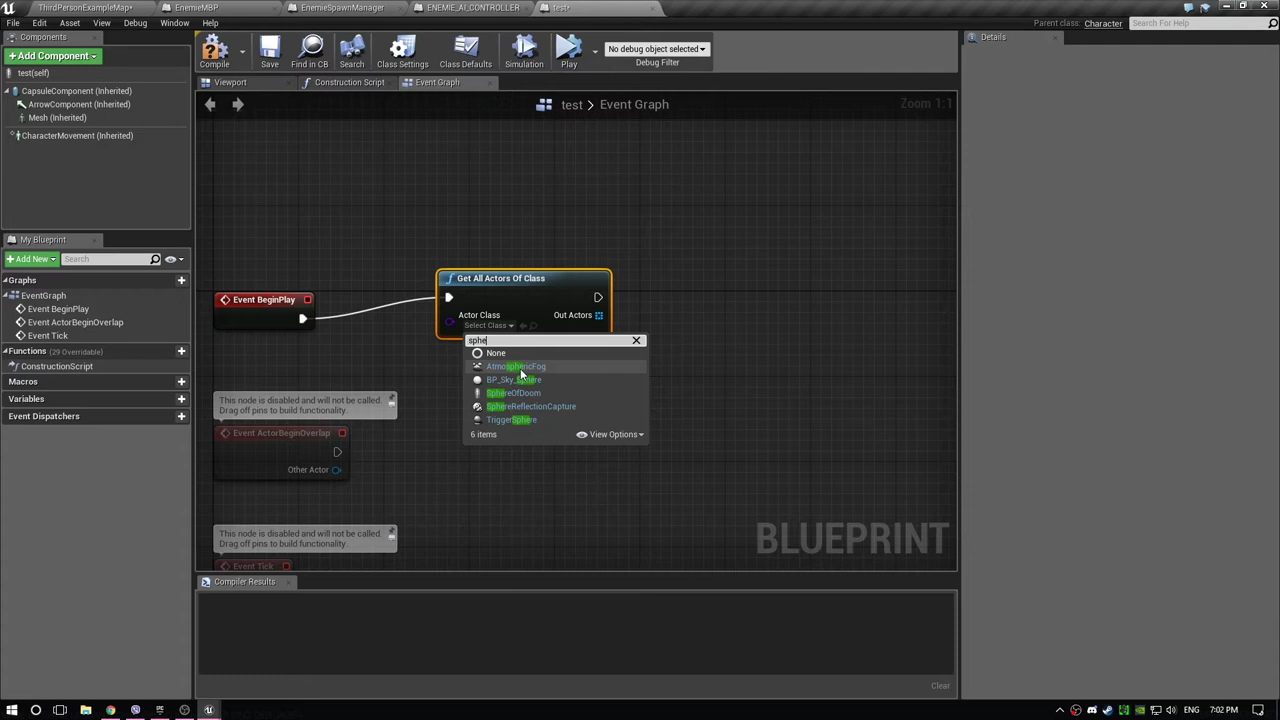 ThirdPersonExampleMap*
EnemieMBP
EnemieSpawnManager
ENEMIE_AI_CONTROLLER
test*
File Edit Asset View Debug Window Help
Parent class: Character
Search For Help
Components
Details
+ Add Component
Compile
Save
Find in CB
Search
Class Settings
Class Defaults
Simulation
Play
No debug object selected
Debug Filter
test(self)
Viewport
Construction Script
Event Graph
CapsuleComponent (Inherited)
ArrowComponent (Inherited)
Mesh (Inherited)
CharacterMovement (Inherited)
test > Event Graph
Zoom 1:1
My Blueprint
+ Add New
Search
Graphs
EventGraph
Event BeginPlay
Event ActorBeginOverlap
Event Tick
Functions (29 Overridable)
ConstructionScript
Macros
Variables
Event Dispatchers
Event BeginPlay
f Get All Actors Of Class
Actor Class
Out Actors
Select Class
sphe
None
AtmosphericFog
BP_Sky_Sphere
SphereOfDoom
SphereReflectionCapture
TriggerSphere
6 items
View Options
This node is disabled and will not be called.
Drag off pins to build functionality.
Event ActorBeginOverlap
Other Actor
This node is disabled and will not be called.
Drag off pins to build functionality.
Event Tick
BLUEPRINT
Compiler Results
Clear
ENG
7:02 PM